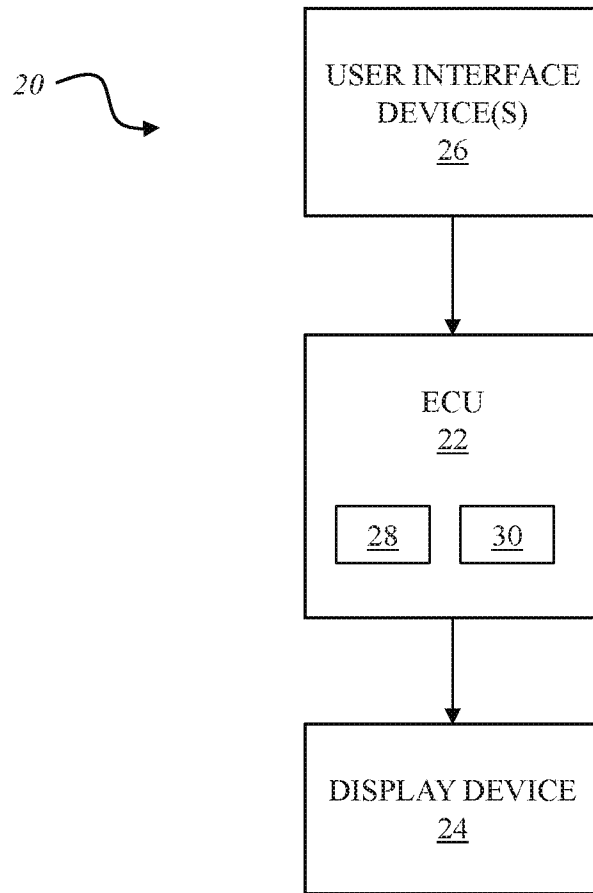 20
USER INTERFACE
DEVICE(S)
26
ECU
22
28 30
DISPLAY DEVICE
24